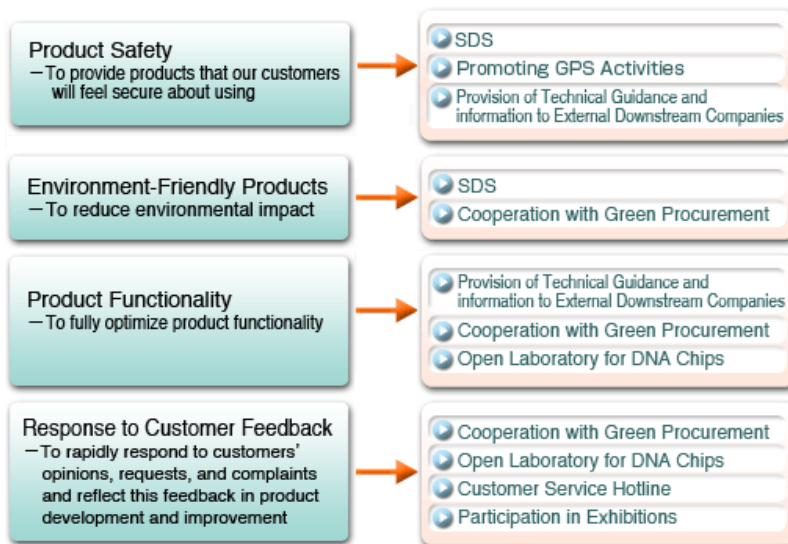 Product Safety
—To provide products that our customers
will feel secure about using
SDS
Promoting GPS Activities
Provision of Technical Guidance and
information to External Downstream Companies
Environment-Friendly Products
—To reduce environmental impact
SDS
Cooperation with Green Procurement
Product Functionality
—To fully optimize product functionality
Provision of Technical Guidance and
information to External Downstream Companies
Cooperation with Green Procurement
Open Laboratory for DNA Chips
Response to Customer Feedback
—To rapidly respond to customers'
opinions, requests, and complaints
and reflect this feedback in product
development and improvement
Cooperation with Green Procurement
Open Laboratory for DNA Chips
Customer Service Hotline
Participation in Exhibitions